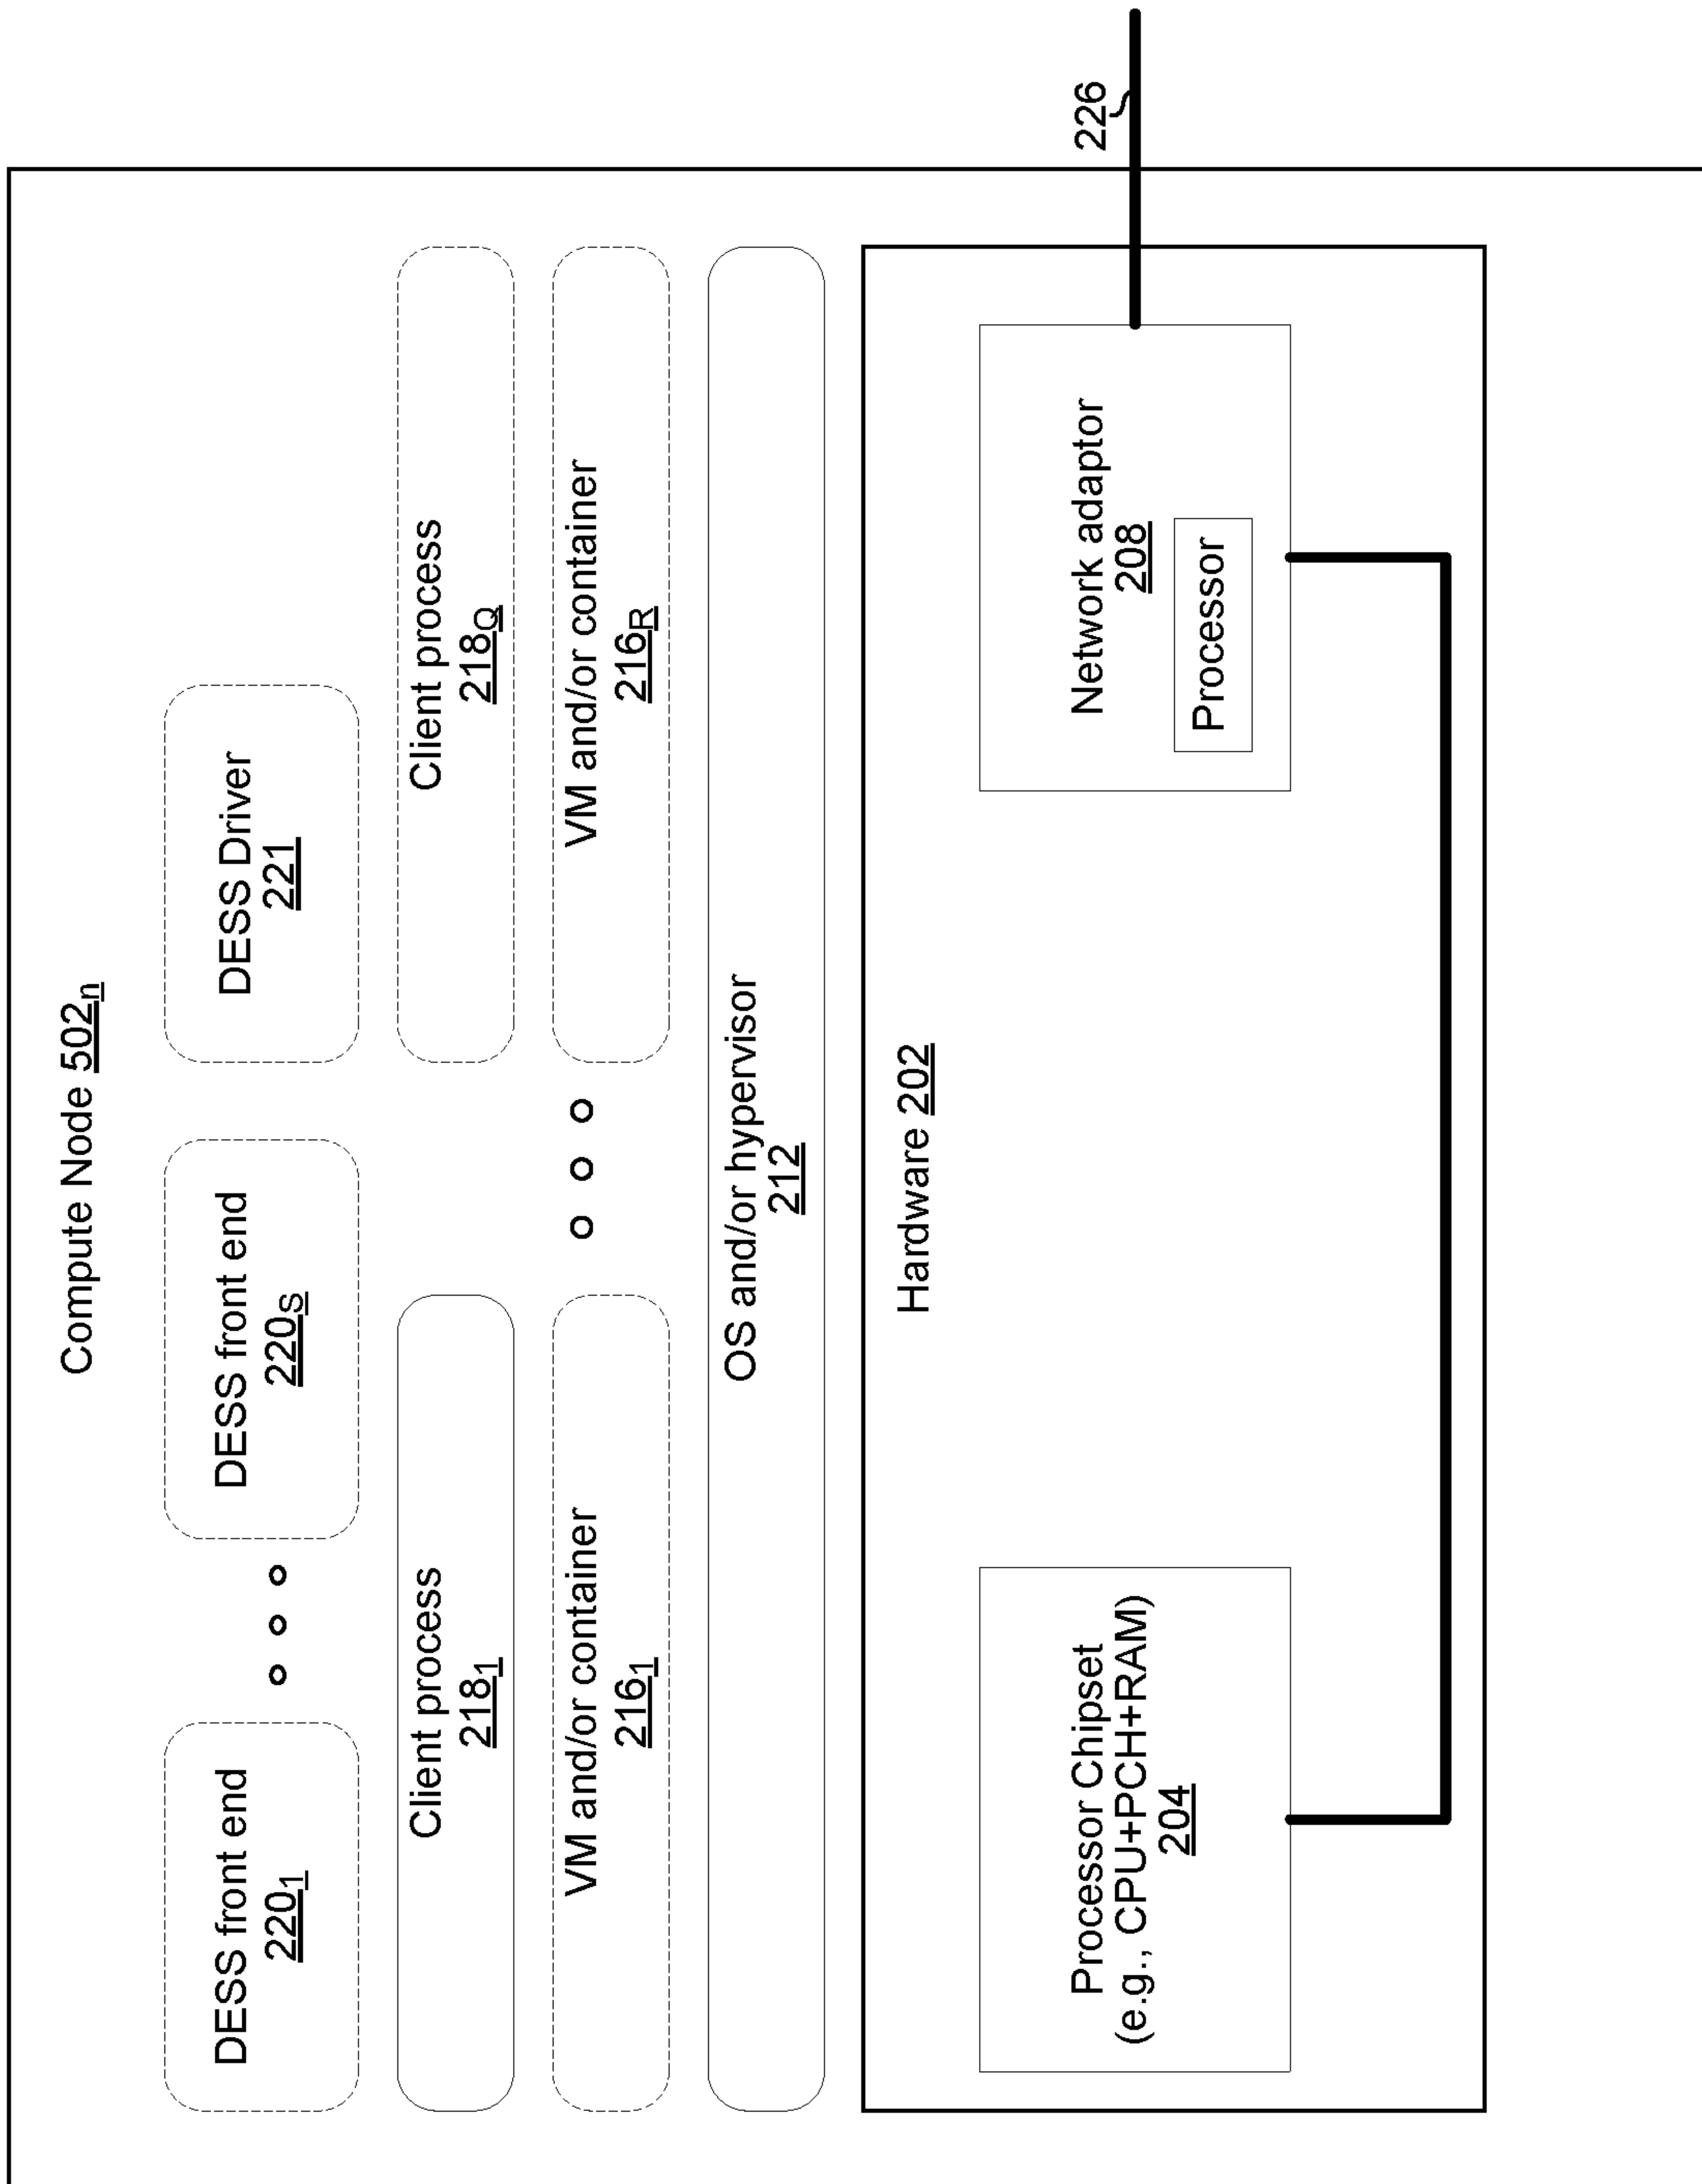 Compute Node 502n
DESS front end
2201
DESS front end
220S
DESS Driver
221
Client process
2181
Client process
218Q
VM and/or container
2161
VM and/or container
216R
OS and/or hypervisor
212
Hardware 202
Processor Chipset
(e.g., CPU+PCH+RAM)
204
Network adaptor
208
Processor
226